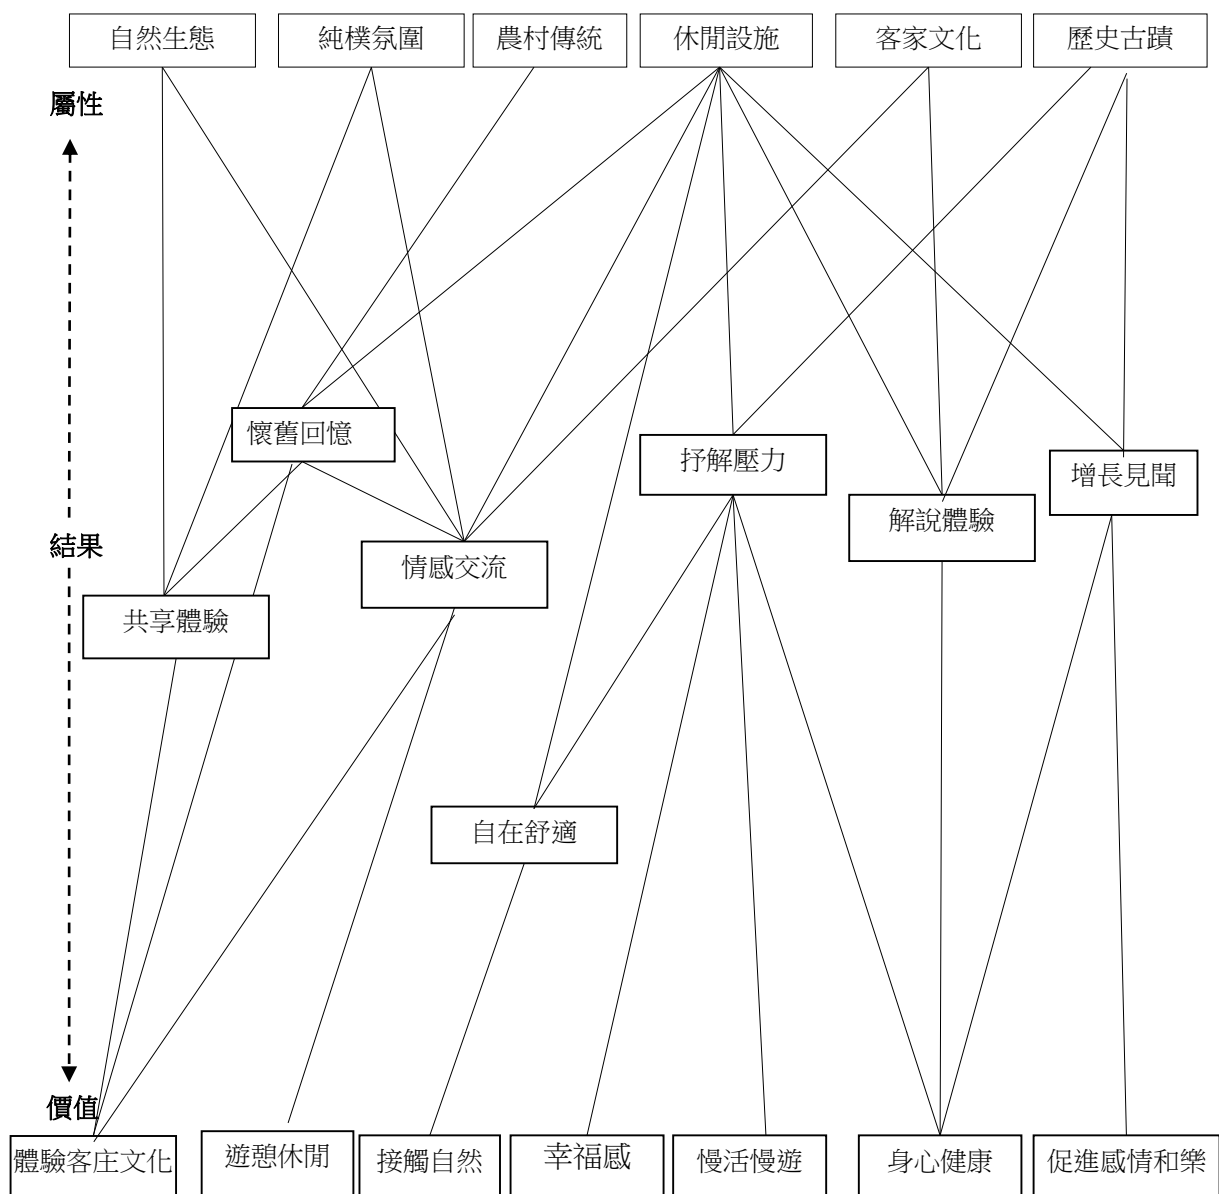 自然生態
純樸氛圍
農村傳統
休閒設施
客家文化
歷史古蹟
屬性
懷舊回憶
抒解壓力
增長見聞
解說體驗
結果
情感交流
共享體驗
自在舒適
價值
體驗客庄文化
遊憩休閒
接觸自然
幸福感
慢活慢遊
身心健康
促進感情和樂